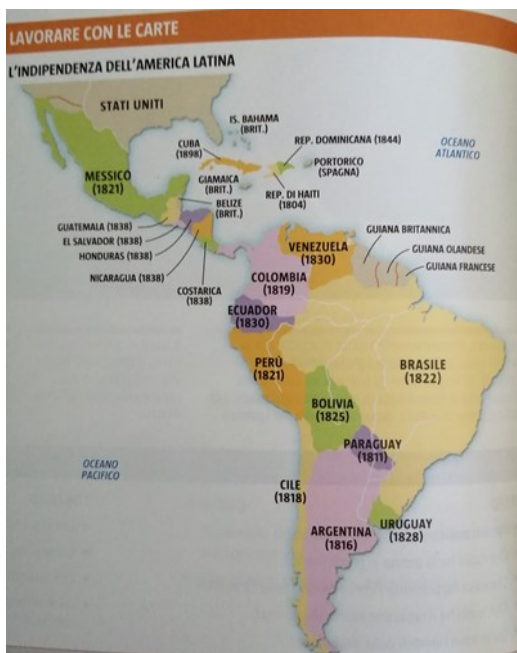 LAVORARE CON LE CARTE
L'INDIPENDENZA DELL'AMERICA LATINA
STATI UNITI
IS. BAHAMA
(BRIT.)
CUBA
(1898)
REP. DOMINICANA (1844)
OCEANO
ATLANTICO
MESSICO
(1821)
GIAMAICA
(BRIT.)
PORTORICO
(SPAGNA)
BELIZE
(BRIT.)
REP. DI HAITI
(1804)
GUATEMALA (1838)
EL SALVADOR (1838)
HONDURAS (1838)
NICARAGUA (1838)
COSTARICA
(1838)
VENEZUELA
(1830)
GUIANA BRITANNICA
GUIANA OLANDESE
GUIANA FRANCESE
COLOMBIA
(1819)
ECUADOR
(1830)
PERÙ
(1821)
BRASILE
(1822)
BOLIVIA
(1825)
PARAGUAY
(1811)
OCEANO
PACIFICO
CILE
(1818)
ARGENTINA
(1816)
URUGUAY
(1828)